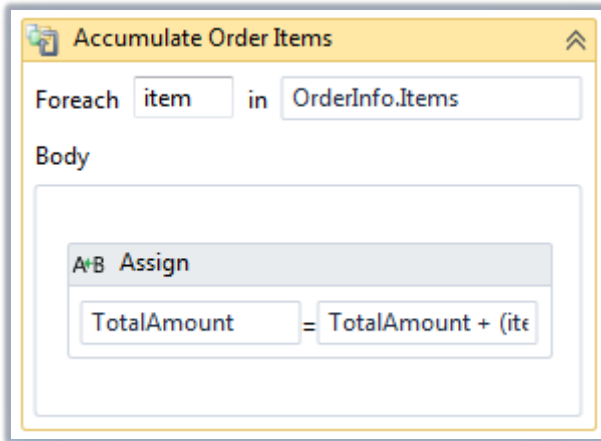 Accumulate Order Items
Foreach item in OrderInfo.Items
Body
A+B Assign
TotalAmount = TotalAmount + (ite